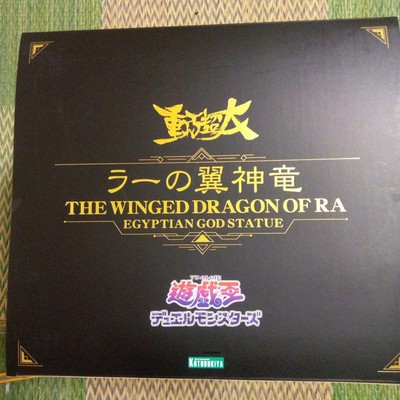 ラーの翼神竜
THE WINGED DRAGON OF RA
EGYPTIAN GOD STATUE
遊戯王
デュエルモンスターズ
KOTOBUKIYA